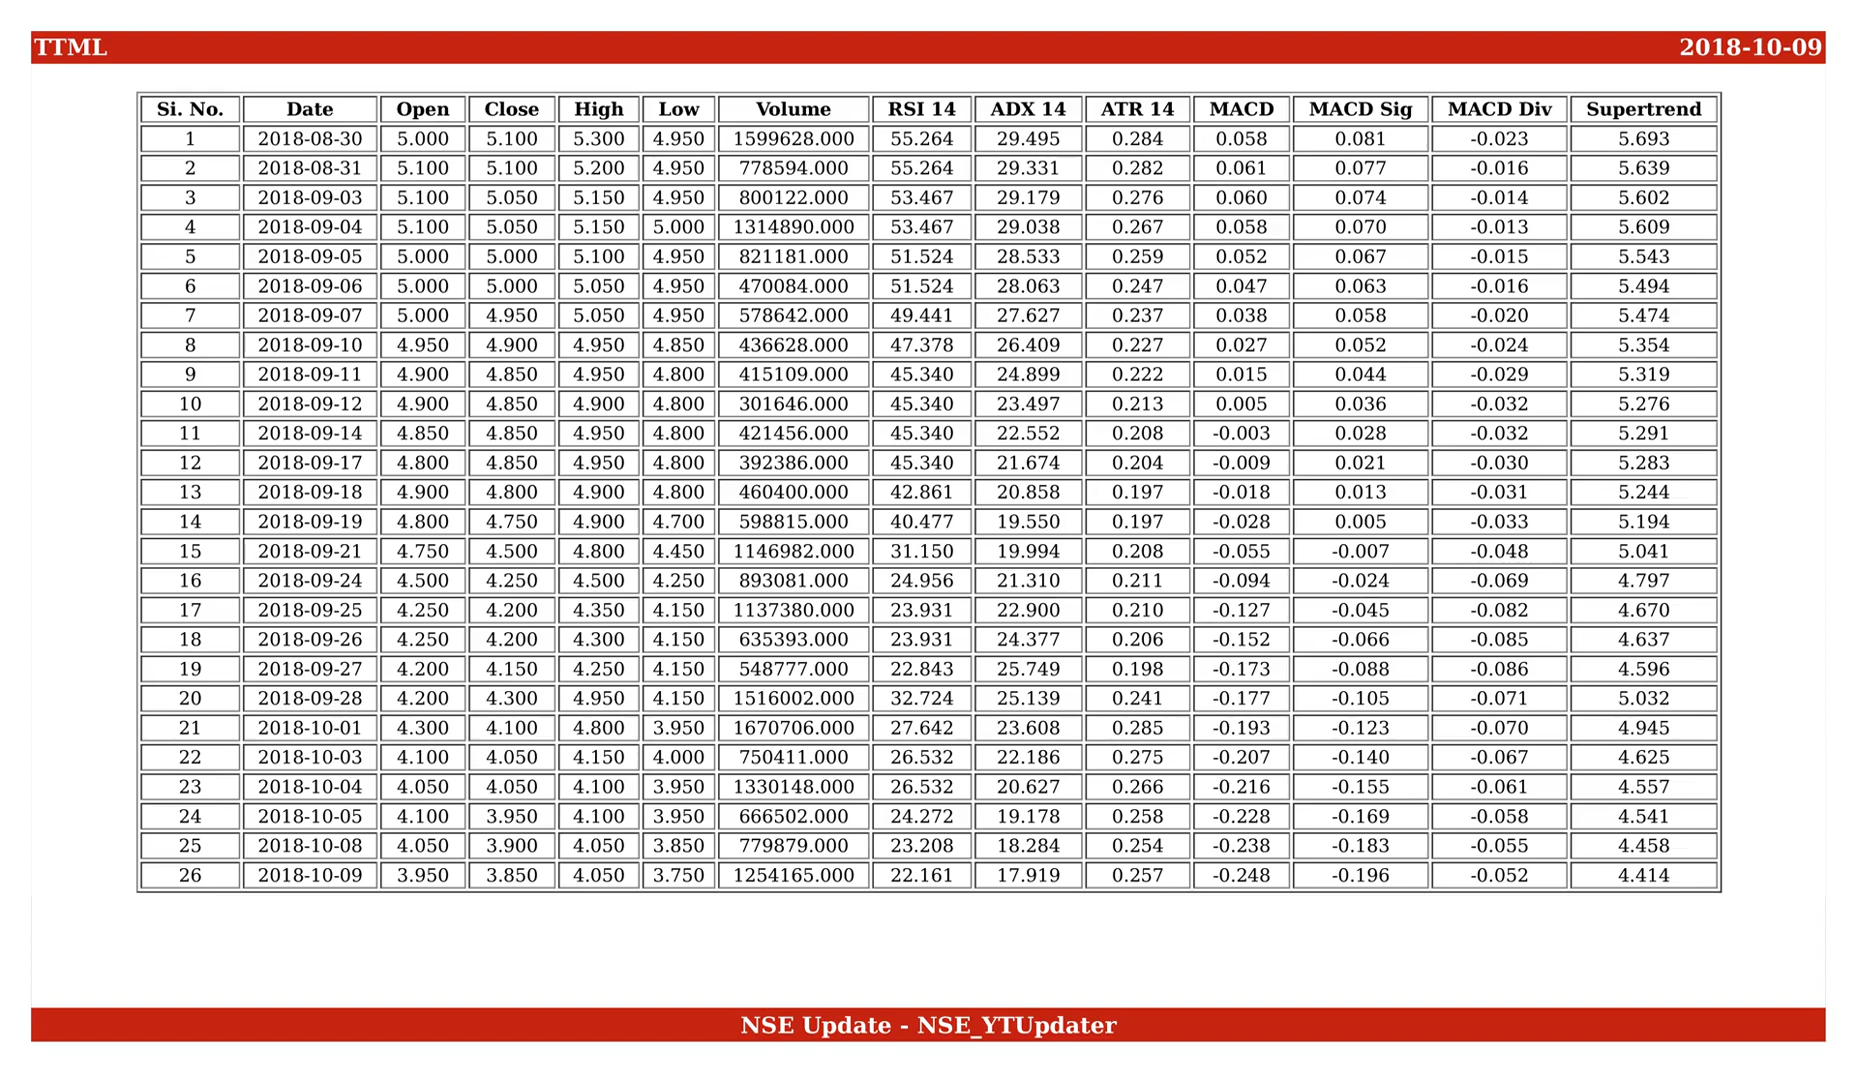 TTML 2018-10-09
Si. No. Date Open Close High Low Volume RSI 14 ADX 14 ATR 14 MACD MACD Sig MACD Div Supertrend
1 2018-08-30 5.000 5.100 5.300 4.950 1599628.000 55.264 29.495 0.284 0.058 0.081 -0.023 5.693
2 2018-08-31 5.100 5.100 5.200 4.950 778594.000 55.264 29.331 0.282 0.061 0.077 -0.016 5.639
3 2018-09-03 5.100 5.050 5.150 4.950 800122.000 53.467 29.179 0.276 0.060 0.074 -0.014 5.602
4 2018-09-04 5.100 5.050 5.150 5.000 1314890.000 53.467 29.038 0.267 0.058 0.070 -0.013 5.609
5 2018-09-05 5.000 5.000 5.100 4.950 821181.000 51.524 28.533 0.259 0.052 0.067 -0.015 5.543
6 2018-09-06 5.000 5.000 5.050 4.950 470084.000 51.524 28.063 0.247 0.047 0.063 -0.016 5.494
7 2018-09-07 5.000 4.950 5.050 4.950 578642.000 49.441 27.627 0.237 0.038 0.058 -0.020 5.474
8 2018-09-10 4.950 4.900 4.950 4.850 436628.000 47.378 26.409 0.227 0.027 0.052 -0.024 5.354
9 2018-09-11 4.900 4.850 4.950 4.800 415109.000 45.340 24.899 0.222 0.015 0.044 -0.029 5.319
10 2018-09-12 4.900 4.850 4.900 4.800 301646.000 45.340 23.497 0.213 0.005 0.036 -0.032 5.276
11 2018-09-14 4.850 4.850 4.950 4.800 421456.000 45.340 22.552 0.208 -0.003 0.028 -0.032 5.291
12 2018-09-17 4.800 4.850 4.950 4.800 392386.000 45.340 21.674 0.204 -0.009 0.021 -0.030 5.283
13 2018-09-18 4.900 4.800 4.900 4.800 460400.000 42.861 20.858 0.197 -0.018 0.013 -0.031 5.244
14 2018-09-19 4.800 4.750 4.900 4.700 598815.000 40.477 19.550 0.197 -0.028 0.005 -0.033 5.194
15 2018-09-21 4.750 4.500 4.800 4.450 1146982.000 31.150 19.994 0.208 -0.055 -0.007 -0.048 5.041
16 2018-09-24 4.500 4.250 4.500 4.250 893081.000 24.956 21.310 0.211 -0.094 -0.024 -0.069 4.797
17 2018-09-25 4.250 4.200 4.350 4.150 1137380.000 23.931 22.900 0.210 -0.127 -0.045 -0.082 4.670
18 2018-09-26 4.250 4.200 4.300 4.150 635393.000 23.931 24.377 0.206 -0.152 -0.066 -0.085 4.637
19 2018-09-27 4.200 4.150 4.250 4.150 548777.000 22.843 25.749 0.198 -0.173 -0.088 -0.086 4.596
20 2018-09-28 4.200 4.300 4.950 4.150 1516002.000 32.724 25.139 0.241 -0.177 -0.105 -0.071 5.032
21 2018-10-01 4.300 4.100 4.800 3.950 1670706.000 27.642 23.608 0.285 -0.193 -0.123 -0.070 4.945
22 2018-10-03 4.100 4.050 4.150 4.000 750411.000 26.532 22.186 0.275 -0.207 -0.140 -0.067 4.625
23 2018-10-04 4.050 4.050 4.100 3.950 1330148.000 26.532 20.627 0.266 -0.216 -0.155 -0.061 4.557
24 2018-10-05 4.100 3.950 4.100 3.950 666502.000 24.272 19.178 0.258 -0.228 -0.169 -0.058 4.541
25 2018-10-08 4.050 3.900 4.050 3.850 779879.000 23.208 18.284 0.254 -0.238 -0.183 -0.055 4.458
26 2018-10-09 3.950 3.850 4.050 3.750 1254165.000 22.161 17.919 0.257 -0.248 -0.196 -0.052 4.414
NSE Update - NSE_YTUpdater